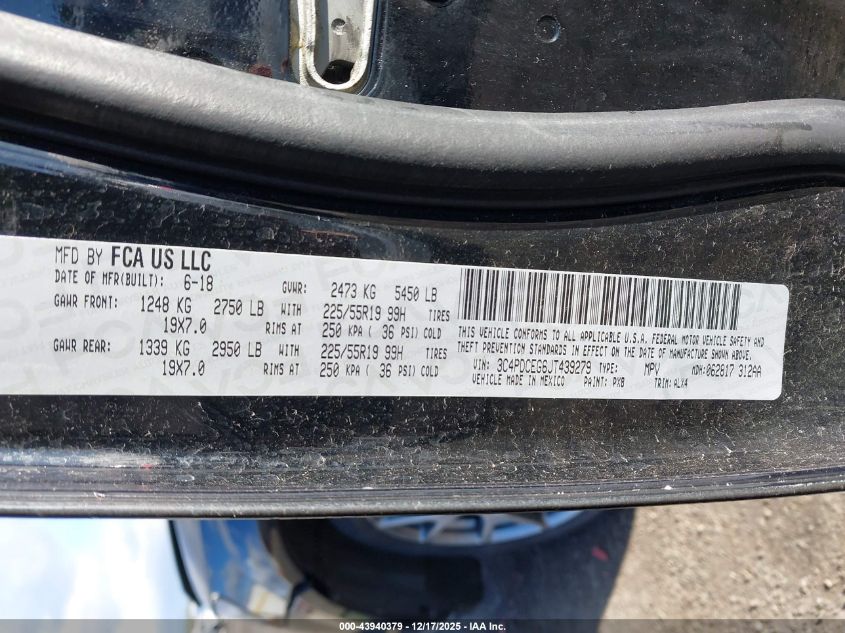 MFD BY FCA US LLC
DATE OF MFR(BUILT): 6-18 GVWR: 2473 KG 5450 LB
GAWR FRONT: 1248 KG 2750 LB WITH 225/55R19 99H TIRES
19X7.0 RIMS AT 250 KPA ( 36 PSI) COLD
GAWR REAR: 1339 KG 2950 LB WITH 225/55R19 99H TIRES
19X7.0 RIMS AT 250 KPA ( 36 PSI) COLD
THIS VEHICLE CONFORMS TO ALL APPLICABLE U.S.A. FEDERAL MOTOR VEHICLE SAFETY AND
THEFT PREVENTION STANDARDS IN EFFECT ON THE DATE OF MANUFACTURE SHOWN ABOVE.
VIN: 3C4PDCEG8JT439279 TYPE: MPV MDH: 062817 312AA
VEHICLE MADE IN MEXICO PAINT: PX8 TRIM: ALX4
000-43940379 - 12/17/2025 - IAA Inc.